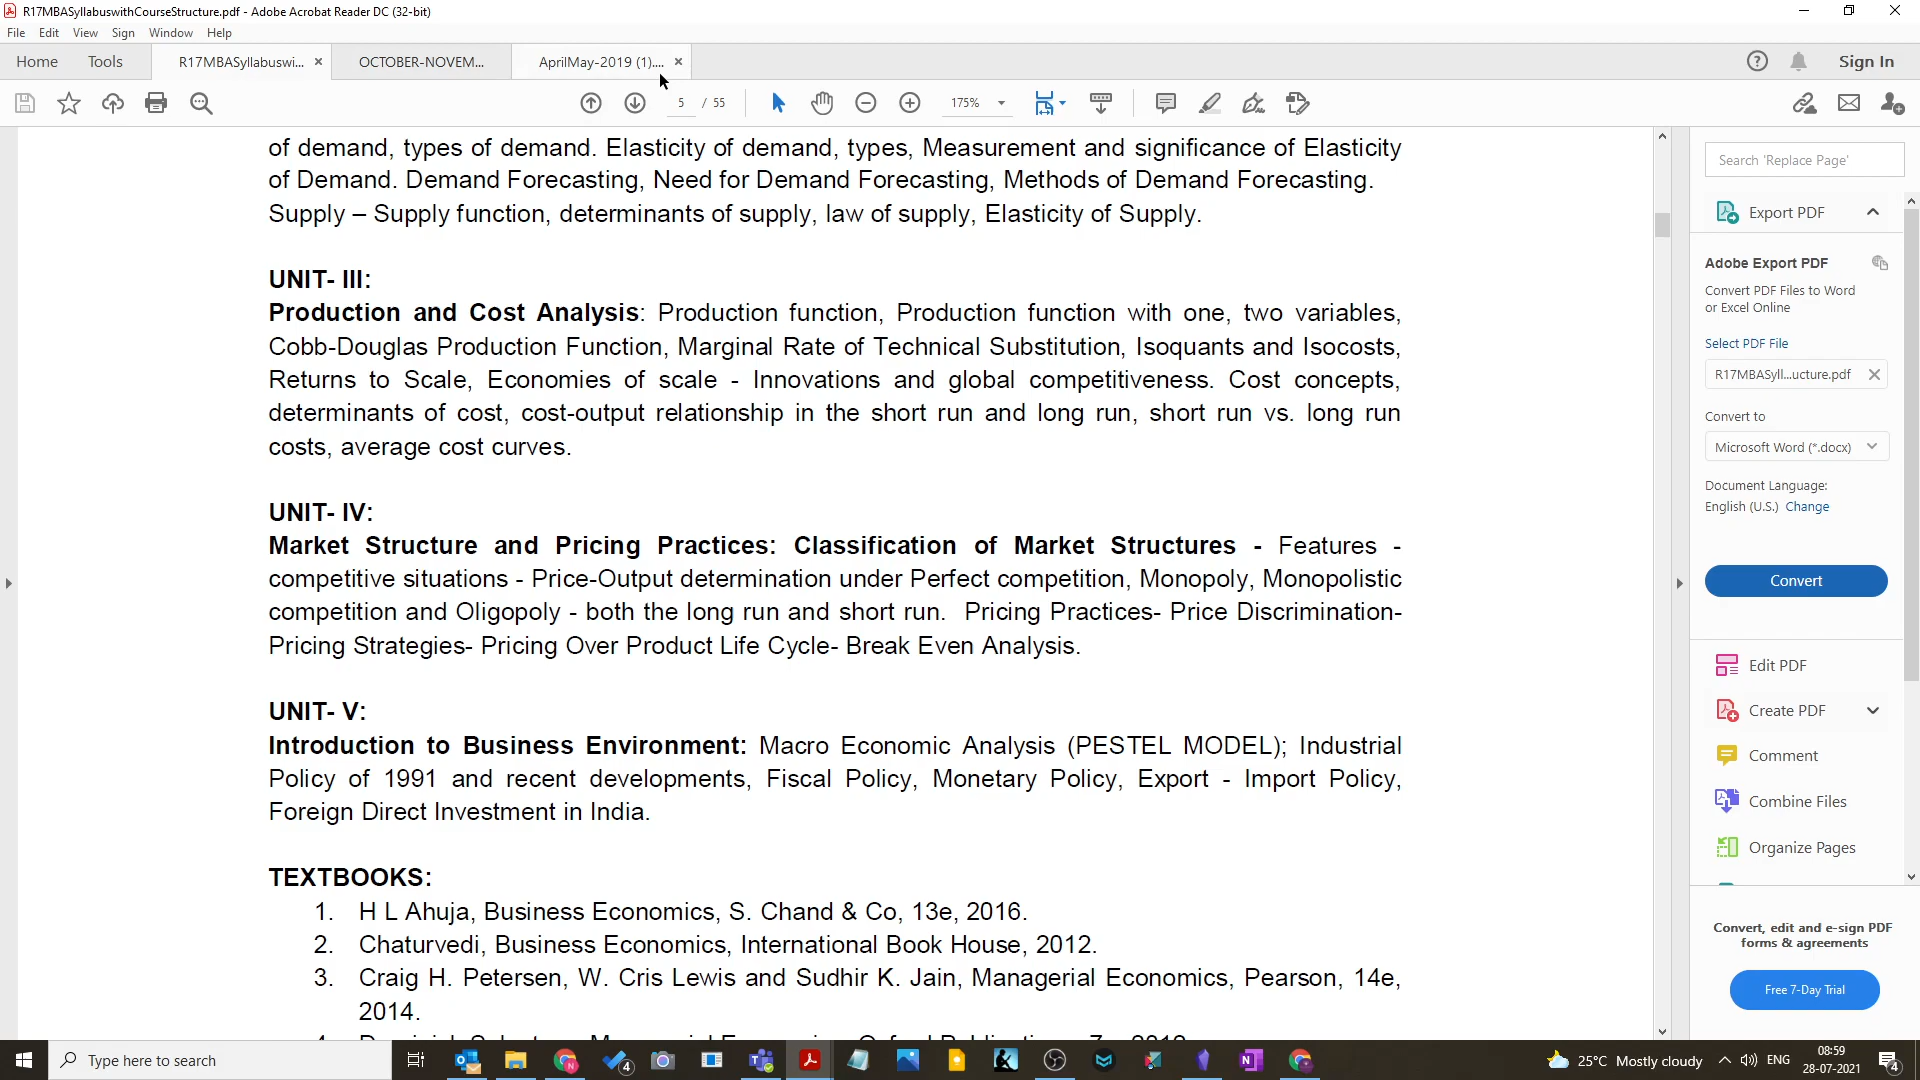 R17MBASyllabuswithCourseStructure.pdf - Adobe Acrobat Reader DC (32-bit)
File Edit View Sign Window Help
Home Tools R17MBASyllabuswi... × OCTOBER-NOVEM... AprilMay-2019 (1).... × Sign In
5 / 55 175%
of demand, types of demand. Elasticity of demand, types, Measurement and significance of Elasticity
of Demand. Demand Forecasting, Need for Demand Forecasting, Methods of Demand Forecasting.
Supply – Supply function, determinants of supply, law of supply, Elasticity of Supply.
UNIT- III:
Production and Cost Analysis: Production function, Production function with one, two variables,
Cobb-Douglas Production Function, Marginal Rate of Technical Substitution, Isoquants and Isocosts,
Returns to Scale, Economies of scale - Innovations and global competitiveness. Cost concepts,
determinants of cost, cost-output relationship in the short run and long run, short run vs. long run
costs, average cost curves.
UNIT- IV:
Market Structure and Pricing Practices: Classification of Market Structures - Features -
competitive situations - Price-Output determination under Perfect competition, Monopoly, Monopolistic
competition and Oligopoly - both the long run and short run. Pricing Practices- Price Discrimination-
Pricing Strategies- Pricing Over Product Life Cycle- Break Even Analysis.
UNIT- V:
Introduction to Business Environment: Macro Economic Analysis (PESTEL MODEL); Industrial
Policy of 1991 and recent developments, Fiscal Policy, Monetary Policy, Export - Import Policy,
Foreign Direct Investment in India.
TEXTBOOKS:
1. H L Ahuja, Business Economics, S. Chand & Co, 13e, 2016.
2. Chaturvedi, Business Economics, International Book House, 2012.
3. Craig H. Petersen, W. Cris Lewis and Sudhir K. Jain, Managerial Economics, Pearson, 14e,
2014.
Search 'Replace Page'
Export PDF
Adobe Export PDF
Convert PDF Files to Word
or Excel Online
Select PDF File
R17MBASyll...ucture.pdf
Convert to
Microsoft Word (*.docx)
Document Language:
English (U.S.) Change
Convert
Edit PDF
Create PDF
Comment
Combine Files
Organize Pages
Convert, edit and e-sign PDF
forms & agreements
Free 7-Day Trial
Type here to search
4
25°C Mostly cloudy
ENG
08:59
28-07-2021
4